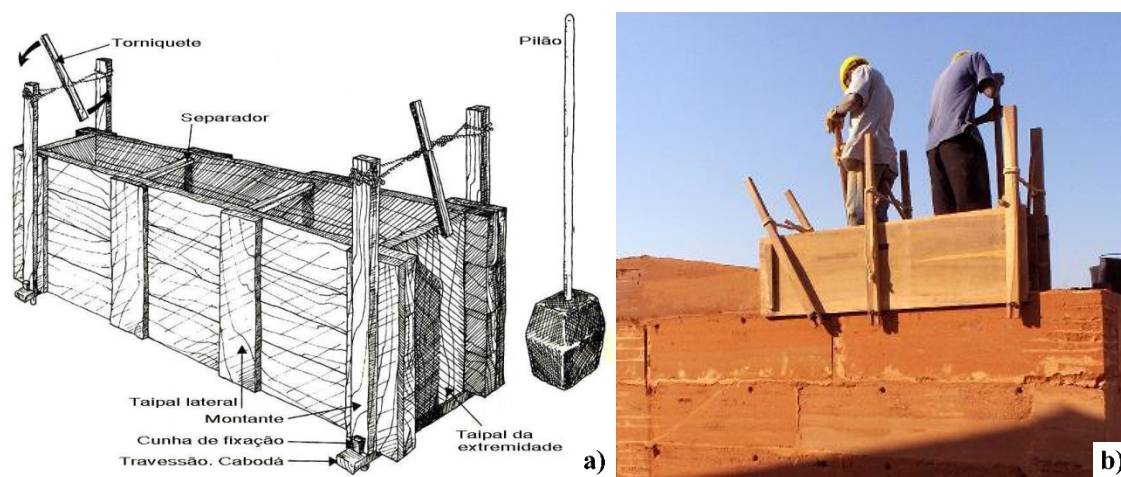 Torniquete
Pilão
Separador
Taipal lateral
Montante
Cunha de fixação
Travessão. Cabodá
Taipal da
extremidade
a)
b)